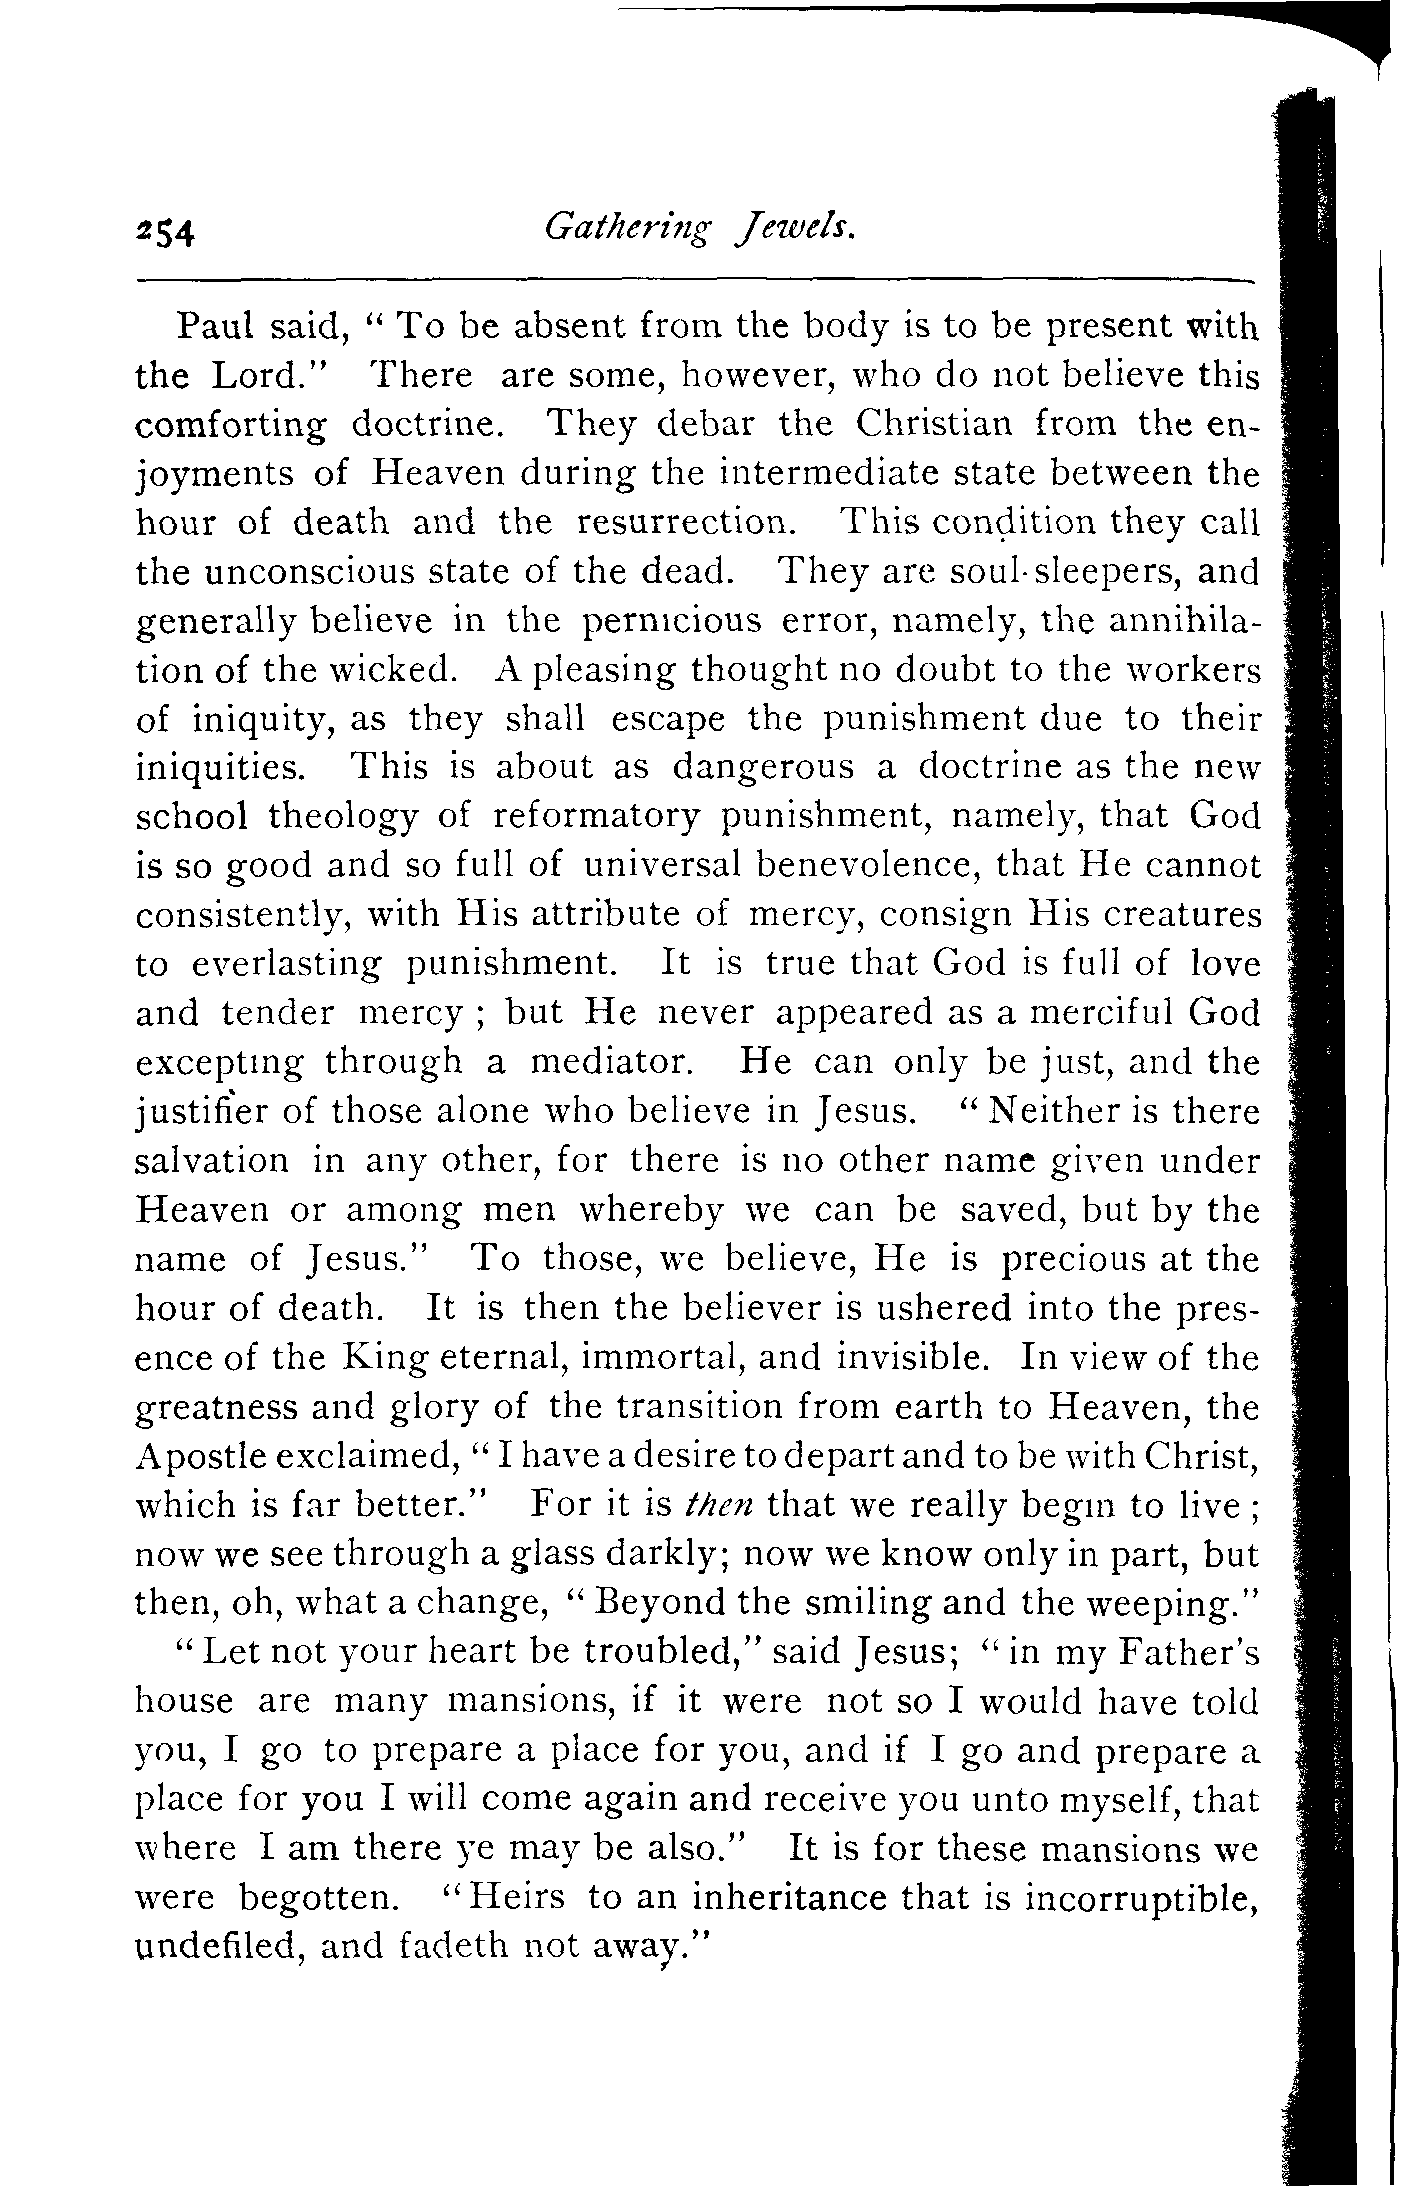 254 Gathering Jewels.
Paul said, “ To be absent from the body is to be present with
the Lord.” There are some, however, who do not believe this
comforting doctrine. They debar the Christian from the en-
joyments of Heaven during the intermediate state between the
hour of death and the resurrection. This condition they call
the unconscious state of the dead. They are soul-sleepers, and
generally believe in the pernicious error, namely, the annihila-
tion of the wicked. A pleasing thought no doubt to the workers
of iniquity, as they shall escape the punishment due to their
iniquities. This is about as dangerous a doctrine as the new
school theology of reformatory punishment, namely, that God
is so good and so full of universal benevolence, that He cannot
consistently, with His attribute of mercy, consign His creatures
to everlasting punishment. It is true that God is full of love
and tender mercy ; but He never appeared as a merciful God
excepting through a mediator. He can only be just, and the
justifier of those alone who believe in Jesus. “ Neither is there
salvation in any other, for there is no other name given under
Heaven or among men whereby we can be saved, but by the
name of Jesus.” To those, we believe, He is precious at the
hour of death. It is then the believer is ushered into the pres-
ence of the King eternal, immortal, and invisible. In view of the
greatness and glory of the transition from earth to Heaven, the
Apostle exclaimed, “ I have a desire to depart and to be with Christ,
which is far better.” For it is then that we really begin to live ;
now we see through a glass darkly; now we know only in part, but
then, oh, what a change, “ Beyond the smiling and the weeping.”
“ Let not your heart be troubled,” said Jesus; “ in my Father’s
house are many mansions, if it were not so I would have told
you, I go to prepare a place for you, and if I go and prepare a
place for you I will come again and receive you unto myself, that
where I am there ye may be also.” It is for these mansions we
were begotten. “Heirs to an inheritance that is incorruptible,
undefiled, and fadeth not away.”